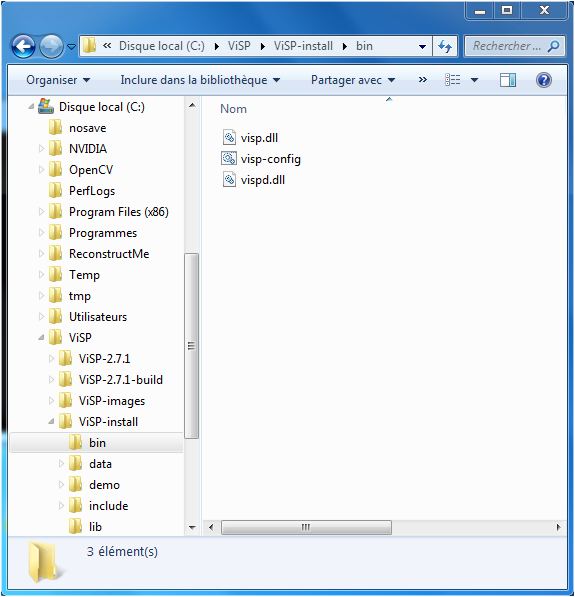 « Disque local (C:) ▸ ViSP ▸ ViSP-install ▸ bin
Rechercher ...
Organiser Inclure dans la bibliothèque Partager avec »
Disque local (C:)
nosave
NVIDIA
OpenCV
PerfLogs
Program Files (x86)
Programmes
ReconstructMe
Temp
tmp
Utilisateurs
ViSP
ViSP-2.7.1
ViSP-2.7.1-build
ViSP-images
ViSP-install
bin
data
demo
include
lib
Nom
visp.dll
visp-config
vispd.dll
3 élément(s)